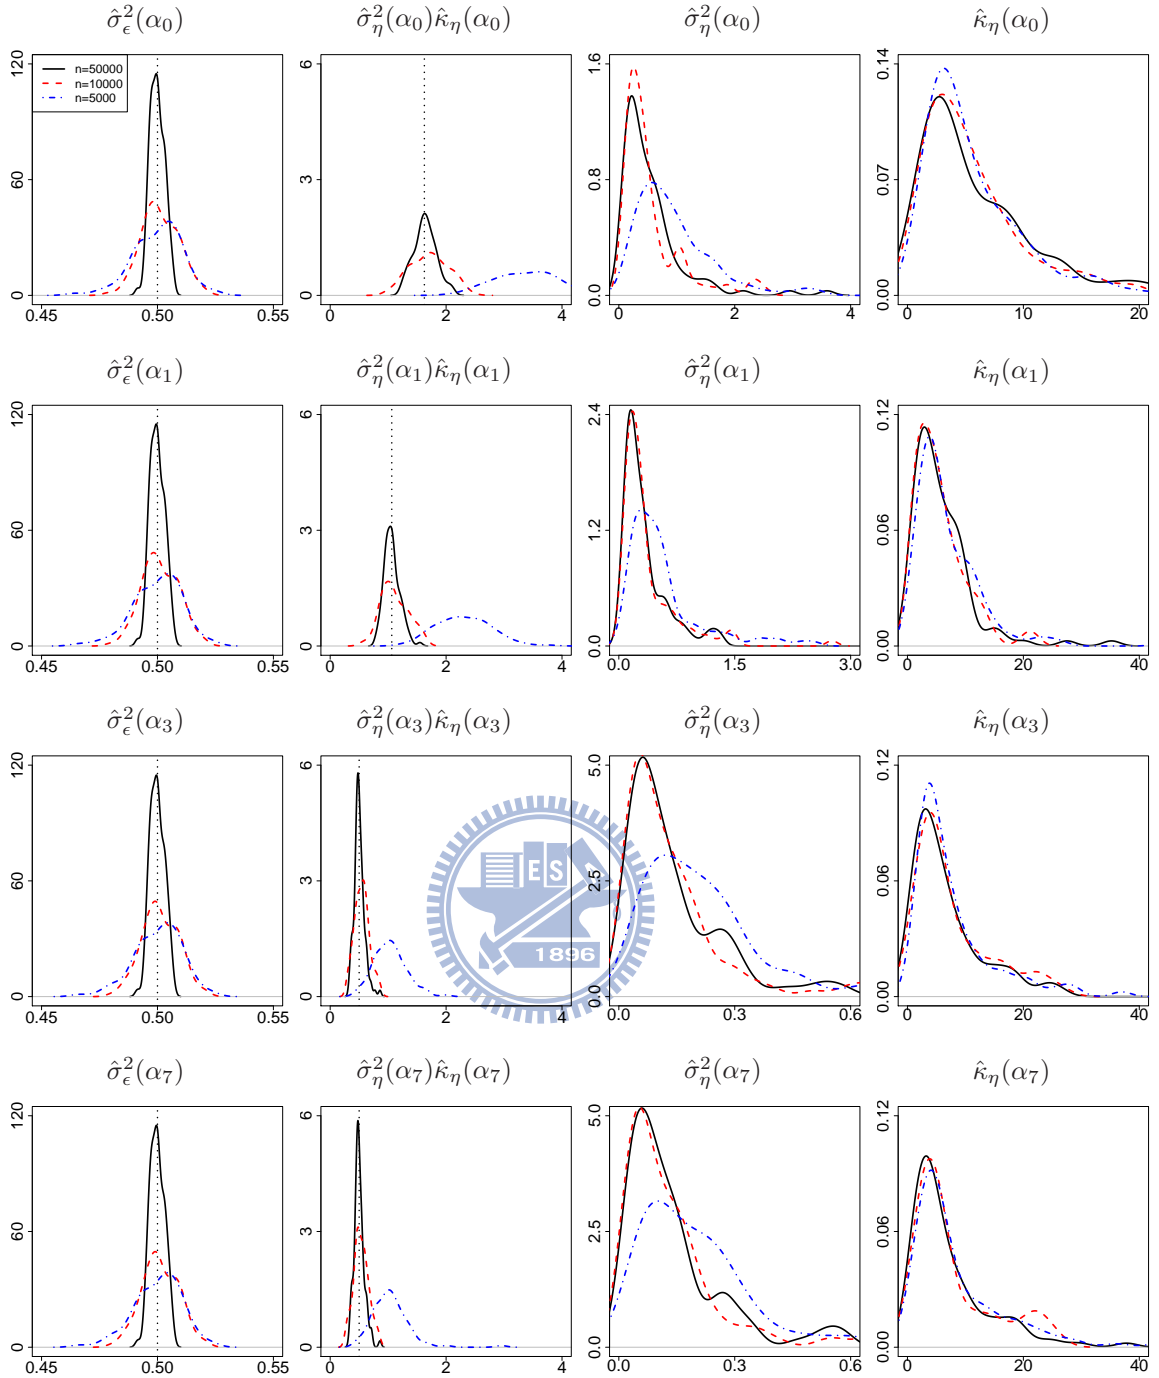 σ̂²_ϵ(α₀) σ̂²_η(α₀)κ̂_η(α₀) σ̂²_η(α₀) κ̂_η(α₀)
n=50000
n=10000
n=5000
0 60 120
0.45 0.50 0.55
0 3 6
0 2 4
0.0 0.8 1.6
0 2 4
0.00 0.07 0.14
0 10 20
σ̂²_ϵ(α₁) σ̂²_η(α₁)κ̂_η(α₁) σ̂²_η(α₁) κ̂_η(α₁)
0 60 120
0.45 0.50 0.55
0 3 6
0 2 4
0.0 1.2 2.4
0.0 1.5 3.0
0.00 0.06 0.12
0 20 40
σ̂²_ϵ(α₃) σ̂²_η(α₃)κ̂_η(α₃) σ̂²_η(α₃) κ̂_η(α₃)
0 60 120
0.45 0.50 0.55
0 3 6
0 2 4
0.0 2.5 5.0
0.0 0.3 0.6
0.00 0.06 0.12
0 20 40
E S
1896
σ̂²_ϵ(α₇) σ̂²_η(α₇)κ̂_η(α₇) σ̂²_η(α₇) κ̂_η(α₇)
0 60 120
0.45 0.50 0.55
0 3 6
0 2 4
0.0 2.5 5.0
0.0 0.3 0.6
0.00 0.06 0.12
0 20 40